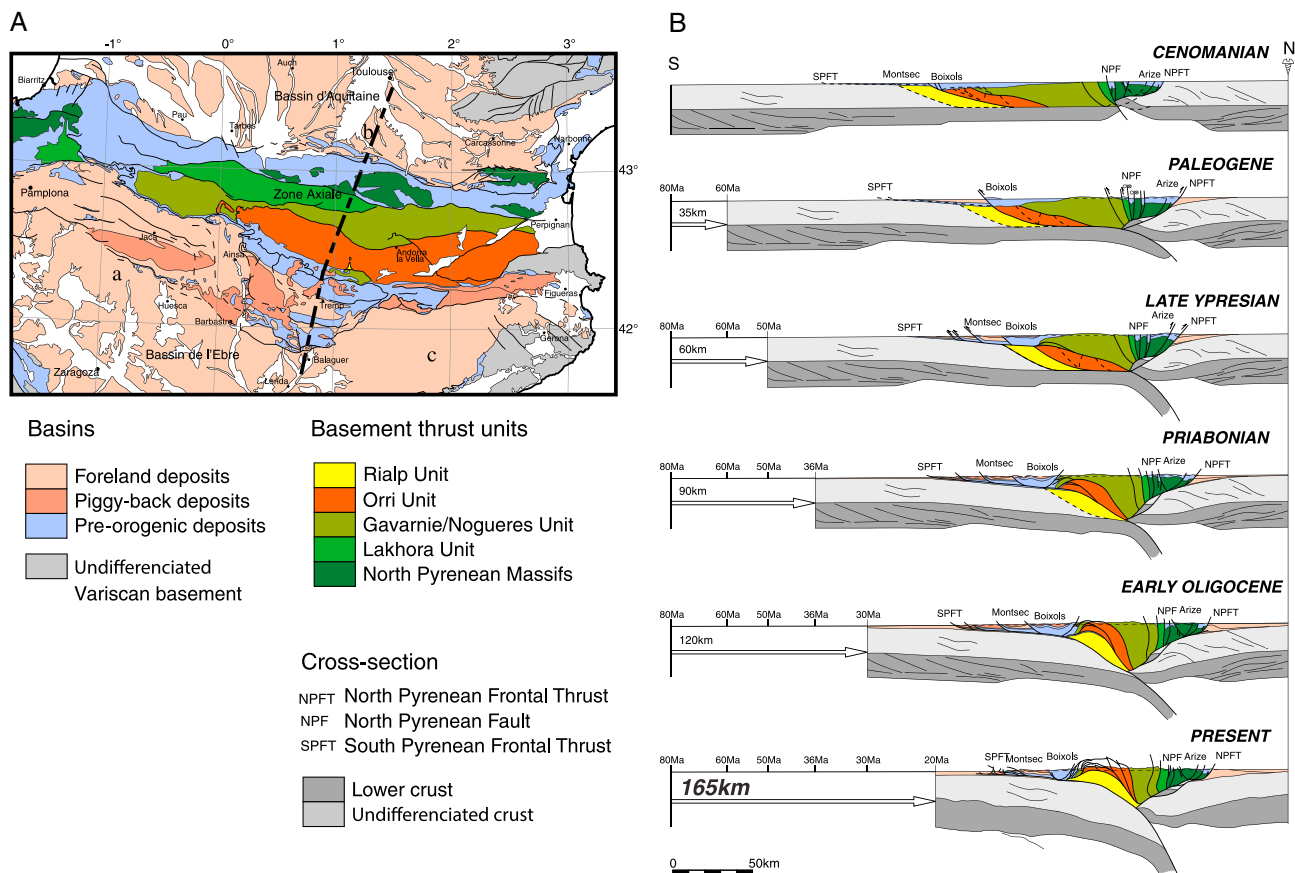 A
-1°
0°
1°
2°
3°
Biarritz
Auch
Toulouse
Bassin d'Aquitaine
Pau
Tarbes
b
Carcassonne
Narbonne
43°
Zone Axiale
Pamplona
Perpignan
Jaca
Ainsa
Andorra
la Vella
a
Huesca
Tremp
Figueras
Barbastro
42°
Gerona
Bassin de l'Ebre
Balaguer
c
Zaragoza
Lerida
Basins
Foreland deposits
Piggy-back deposits
Pre-orogenic deposits
Undifferenciated
Variscan basement
Basement thrust units
Rialp Unit
Orri Unit
Gavarnie/Nogueres Unit
Lakhora Unit
North Pyrenean Massifs
Cross-section
NPFT North Pyrenean Frontal Thrust
NPF North Pyrenean Fault
SPFT South Pyrenean Frontal Thrust
Lower crust
Undifferenciated crust
B
CENOMANIAN
S
N
SPFT Montsec Boixols NPF Arize NPFT
PALEOGENE
80Ma 60Ma
SPFT Boixols NPF Arize NPFT
35km
LATE YPRESIAN
80Ma 60Ma 50Ma
SPFT Montsec Boixols NPF Arize NPFT
60km
PRIABONIAN
80Ma 60Ma 50Ma 36Ma
SPFT Montsec Boixols NPF Arize NPFT
90km
EARLY OLIGOCENE
80Ma 60Ma 50Ma 36Ma 30Ma
SPFT Montsec Boixols NPF Arize NPFT
120km
PRESENT
80Ma 60Ma 50Ma 36Ma 30Ma 20Ma
SPFT Montsec Boixols NPF Arize NPFT
165km
0 50km